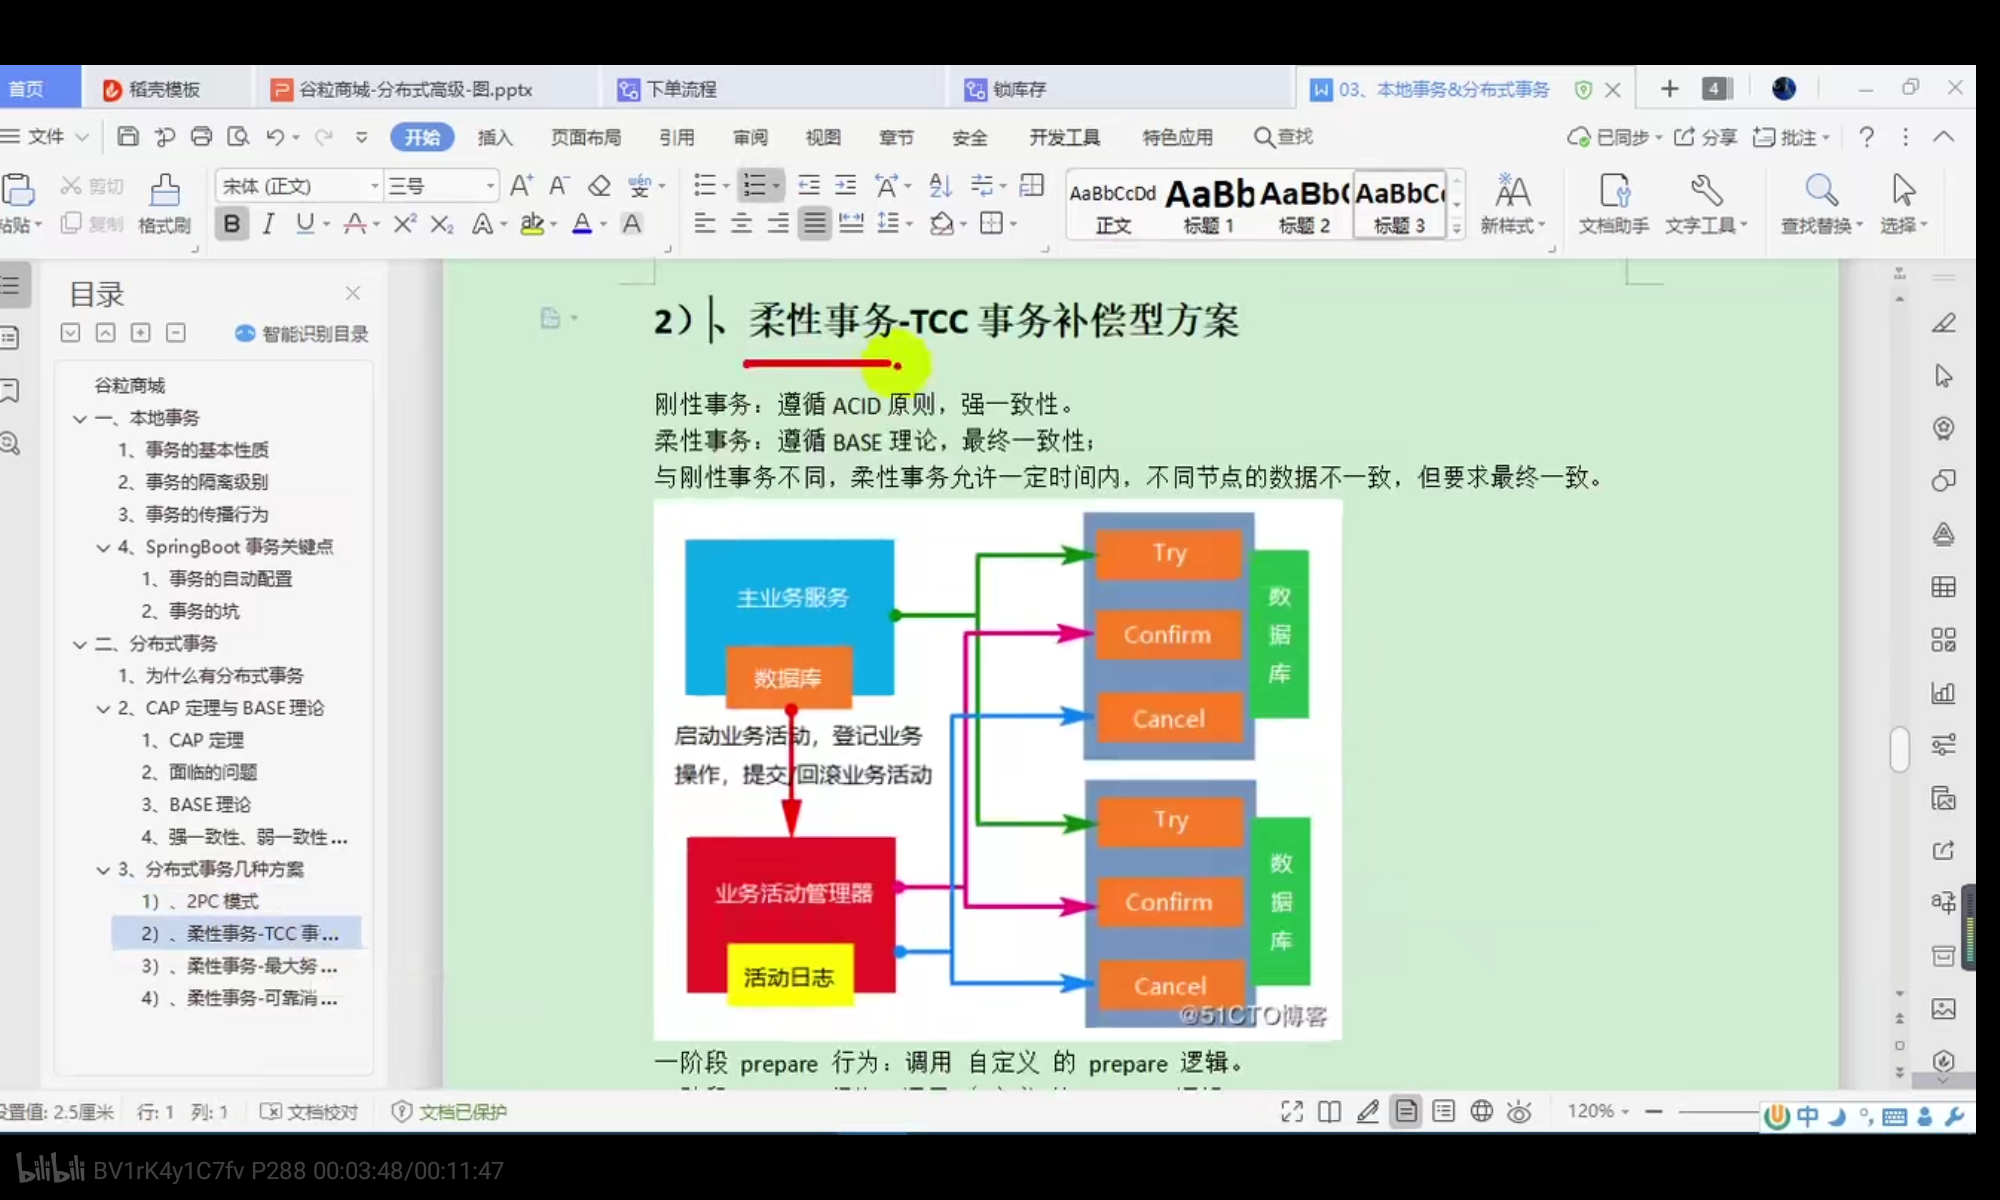 首页
稻壳模板
谷粒商城-分布式高级-图.pptx
下单流程
锁库存
03、本地事务&分布式事务
4
文件
开始
插入
页面布局
引用
审阅
视图
章节
安全
开发工具
特色应用
查找
已同步
分享
批注
剪切
复制
格式刷
宋体 (正文)
三号
AaBbCcDd
正文
标题 1
标题 2
标题 3
新样式
文档助手
文字工具
查找替换
选择
目录
智能识别目录
谷粒商城
一、本地事务
1、事务的基本性质
2、事务的隔离级别
3、事务的传播行为
4、SpringBoot 事务关键点
1、事务的自动配置
2、事务的坑
二、分布式事务
1、为什么有分布式事务
2、CAP 定理与 BASE 理论
1、CAP 定理
2、面临的问题
3、BASE 理论
4、强一致性、弱一致性...
3、分布式事务几种方案
1）、2PC 模式
2）、柔性事务-TCC 事...
3）、柔性事务-最大努...
4）、柔性事务-可靠消...
2）、柔性事务-TCC 事务补偿型方案
刚性事务：遵循 ACID 原则，强一致性。
柔性事务：遵循 BASE 理论，最终一致性；
与刚性事务不同，柔性事务允许一定时间内，不同节点的数据不一致，但要求最终一致。
主业务服务
数据库
启动业务活动，登记业务
操作，提交/回滚业务活动
业务活动管理器
活动日志
Try
Confirm
Cancel
数据库
Try
Confirm
Cancel
数据库
@51CTO博客
一阶段 prepare 行为：调用 自定义 的 prepare 逻辑。
行: 1
列: 1
文档校对
文档已保护
120%
中
bilibili BV1rK4y1C7fv P288 00:03:48/00:11:47